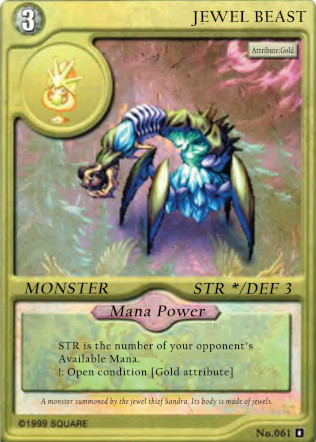 3
JEWEL BEAST
Attribute:Gold
MONSTER
STR */DEF 3
Mana Power
STR is the number of your opponent's
Available Mana.
!: Open condition [Gold attribute]
A monster summoned by the jewel thief Sandra. Its body is made of jewels.
©1999 SQUARE
No.061